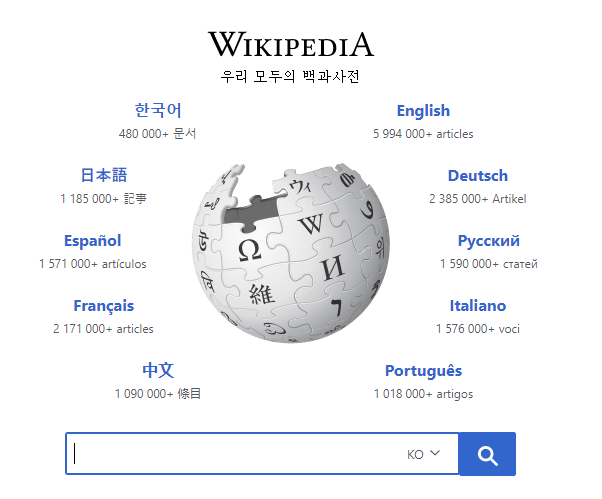 WIKIPEDIA
우리 모두의 백과사전
한국어
480 000+ 문서
English
5 994 000+ articles
日本語
1 185 000+ 記事
Deutsch
2 385 000+ Artikel
Español
1 571 000+ artículos
Русский
1 590 000+ статей
Français
2 171 000+ articles
Italiano
1 576 000+ voci
中文
1 090 000+ 條目
Português
1 018 000+ artigos
Ω
W
И
維
ウィ
KO